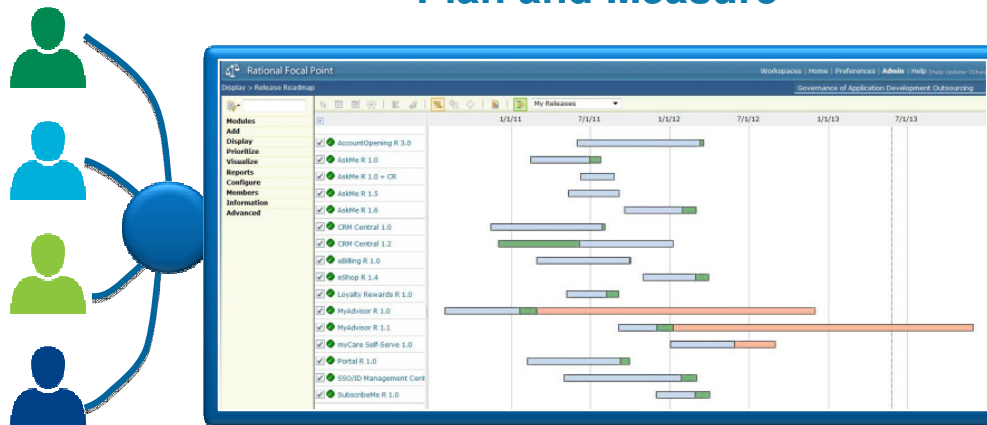 Plan and Measure
Rational Focal Point
Workspaces | Home | Preferences | Admin | Help
Display > Release Roadmap
Governance of Application Development Outsourcing
My Releases
Modules
Add
Display
Prioritize
Visualize
Reports
Configure
Members
Information
Advanced
1/1/11 7/1/11 1/1/12 7/1/12 1/1/13 7/1/13
AccountOpening R 3.0
AskMe R 1.0
AskMe R 1.0 + CR
AskMe R 1.5
AskMe R 1.6
CRM Central 1.0
CRM Central 1.2
eBilling R 1.0
eShop R 1.4
Loyalty Rewards R 1.0
MyAdvisor R 1.0
MyAdvisor R 1.1
myCare Self-Serve 1.0
Portal R 1.0
SSO/ID Management Cent
SubscribeMe R 1.0